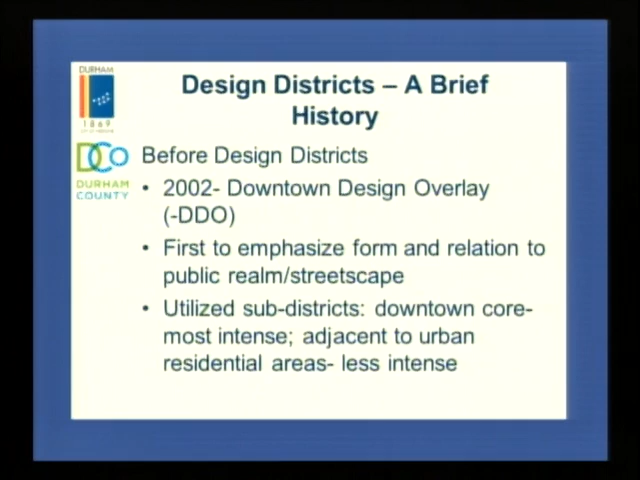 DURHAM
1869
DCo
DURHAM
COUNTY
Design Districts – A Brief
History
Before Design Districts
• 2002- Downtown Design Overlay
(-DDO)
• First to emphasize form and relation to
public realm/streetscape
• Utilized sub-districts: downtown core-
most intense; adjacent to urban
residential areas- less intense